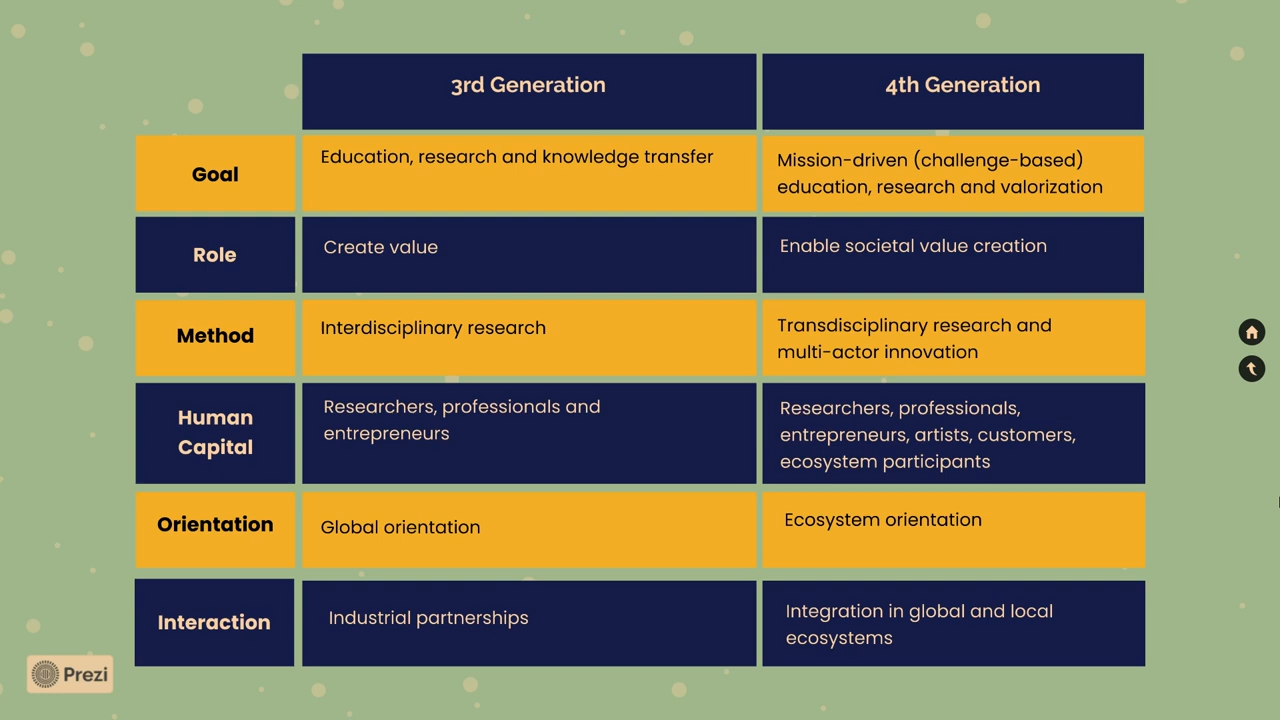 3rd Generation
4th Generation
Goal
Education, research and knowledge transfer
Mission-driven (challenge-based)
education, research and valorization
Role
Create value
Enable societal value creation
Method
Interdisciplinary research
Transdisciplinary research and
multi-actor innovation
Human
Capital
Researchers, professionals and
entrepreneurs
Researchers, professionals,
entrepreneurs, artists, customers,
ecosystem participants
Orientation
Global orientation
Ecosystem orientation
Interaction
Industrial partnerships
Integration in global and local
ecosystems
Prezi